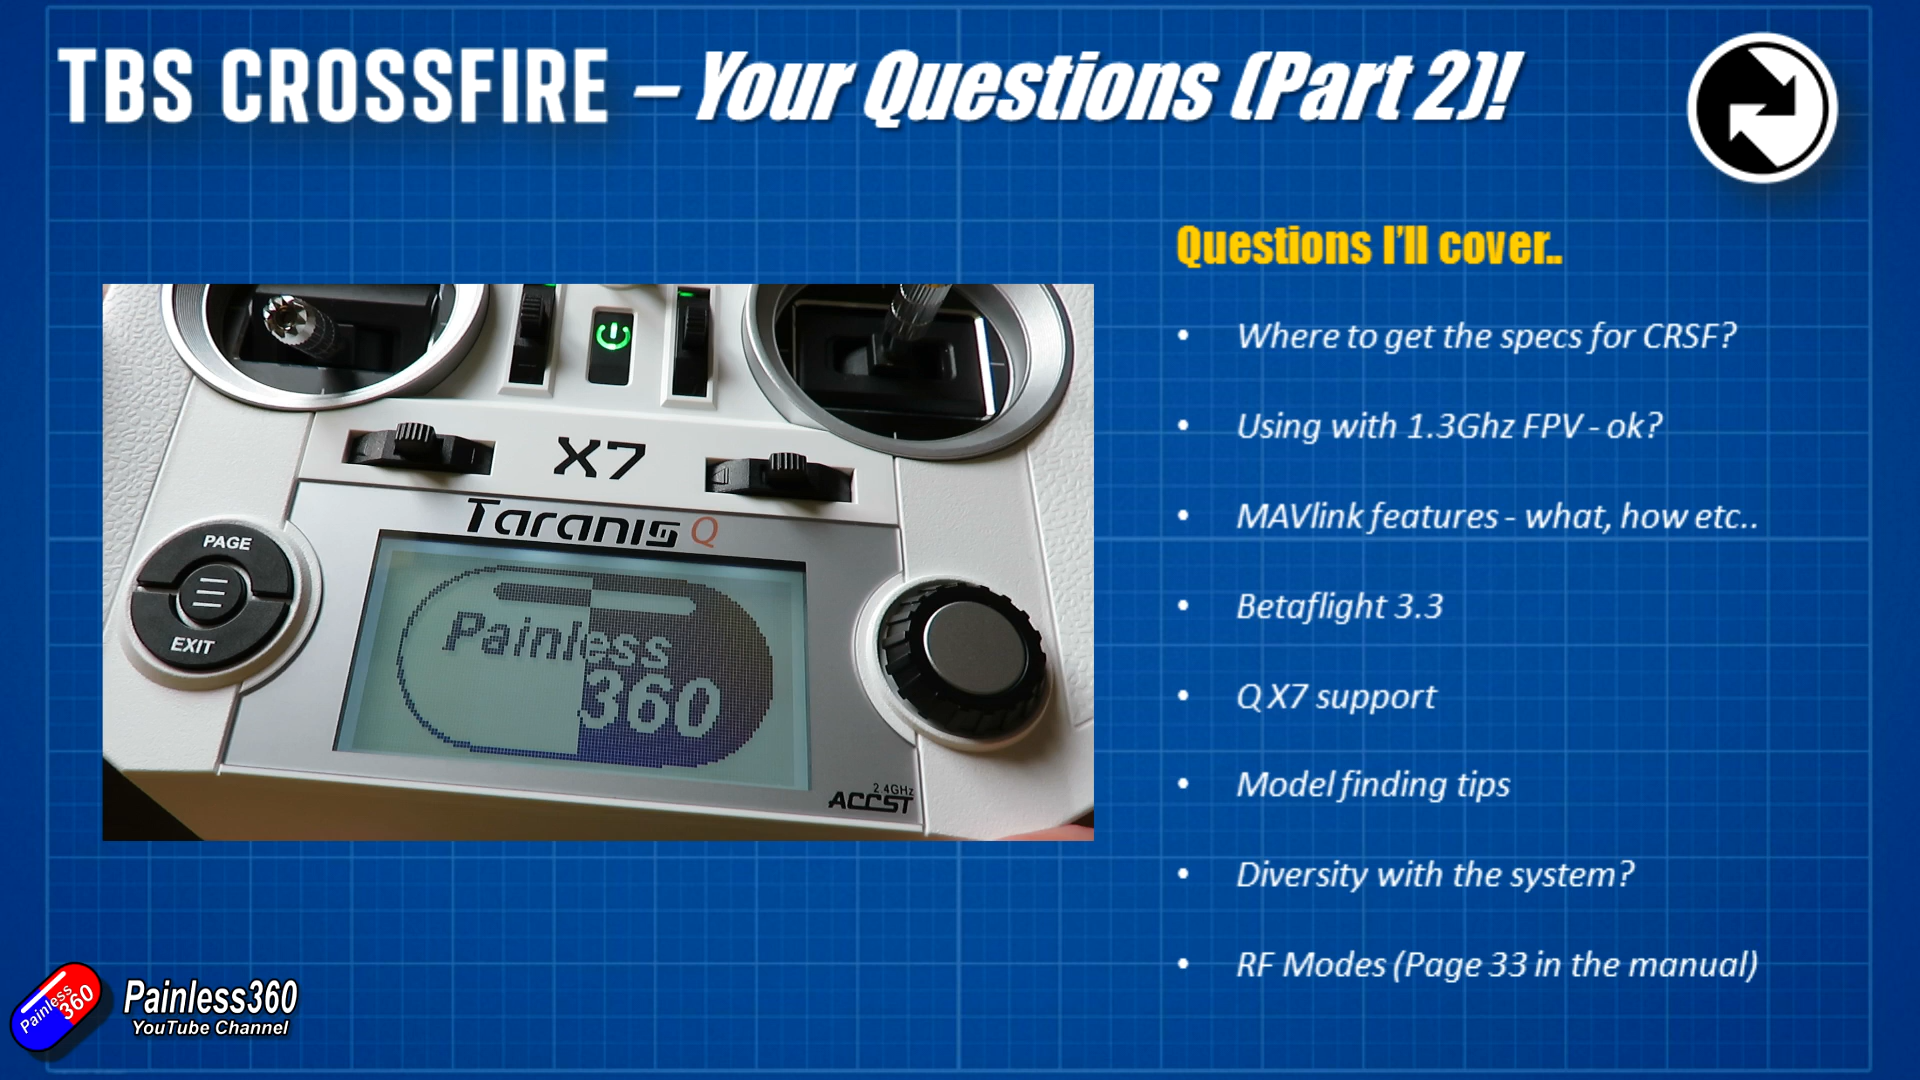 TBS CROSSFIRE – Your Questions (Part 2)!
Questions I'll cover..
• Where to get the specs for CRSF?
• Using with 1.3Ghz FPV - ok?
• MAVlink features - what, how etc..
• Betaflight 3.3
• Q X7 support
• Model finding tips
• Diversity with the system?
• RF Modes (Page 33 in the manual)
X7
Taranis Q
PAGE
EXIT
Painless
360
2.4GHz
ACCST
Painless
360
Painless360
YouTube Channel